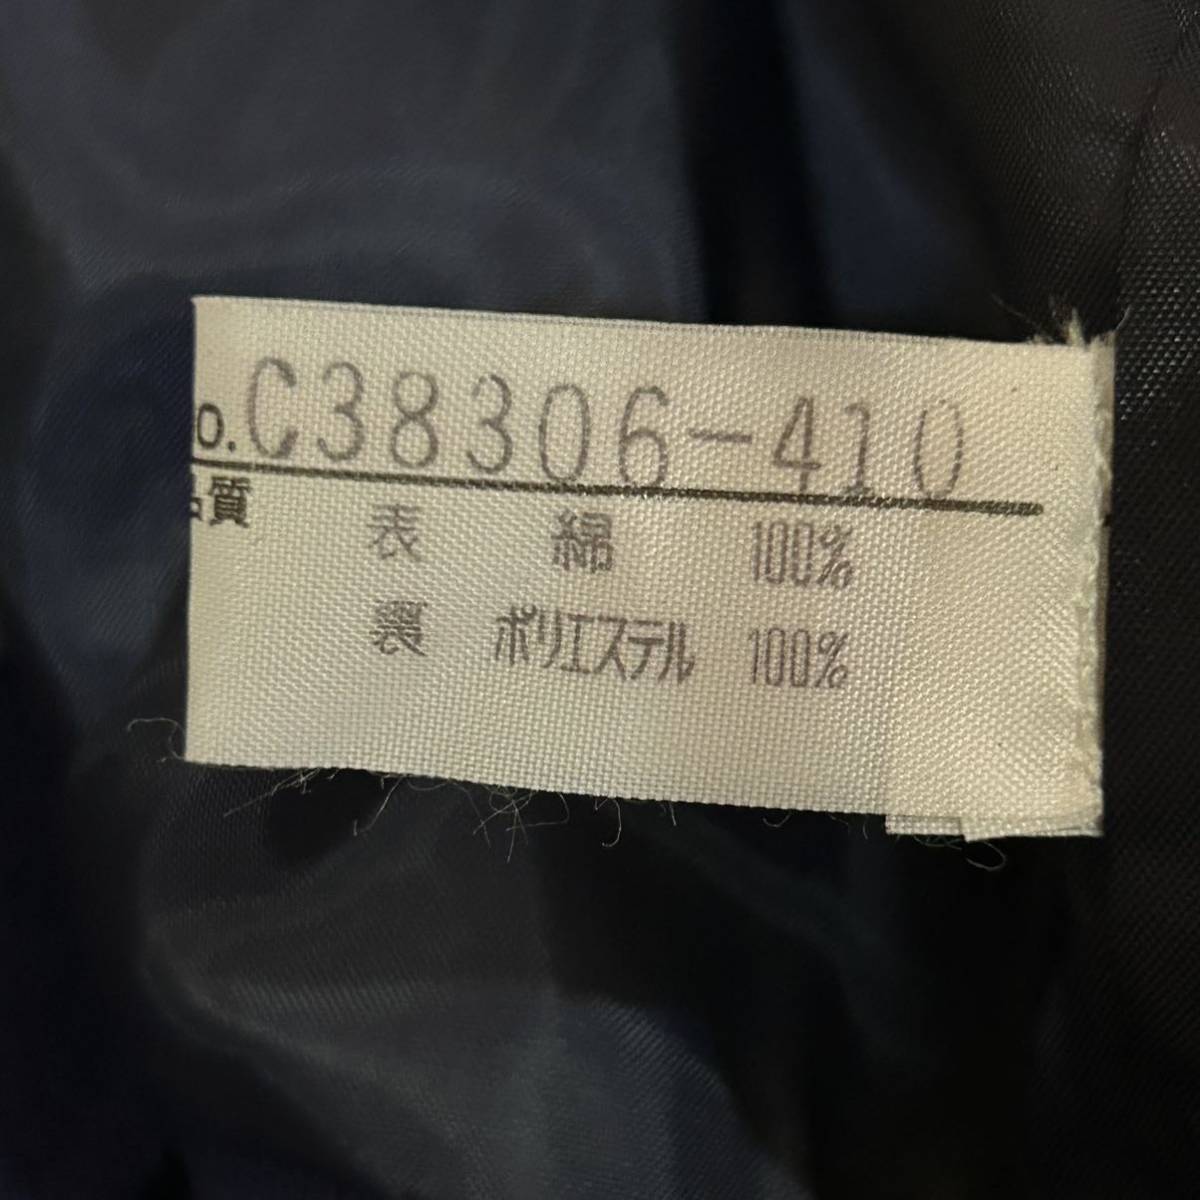 o. C38306-410
品質
表 綿 100%
裏 ポリエステル 100%